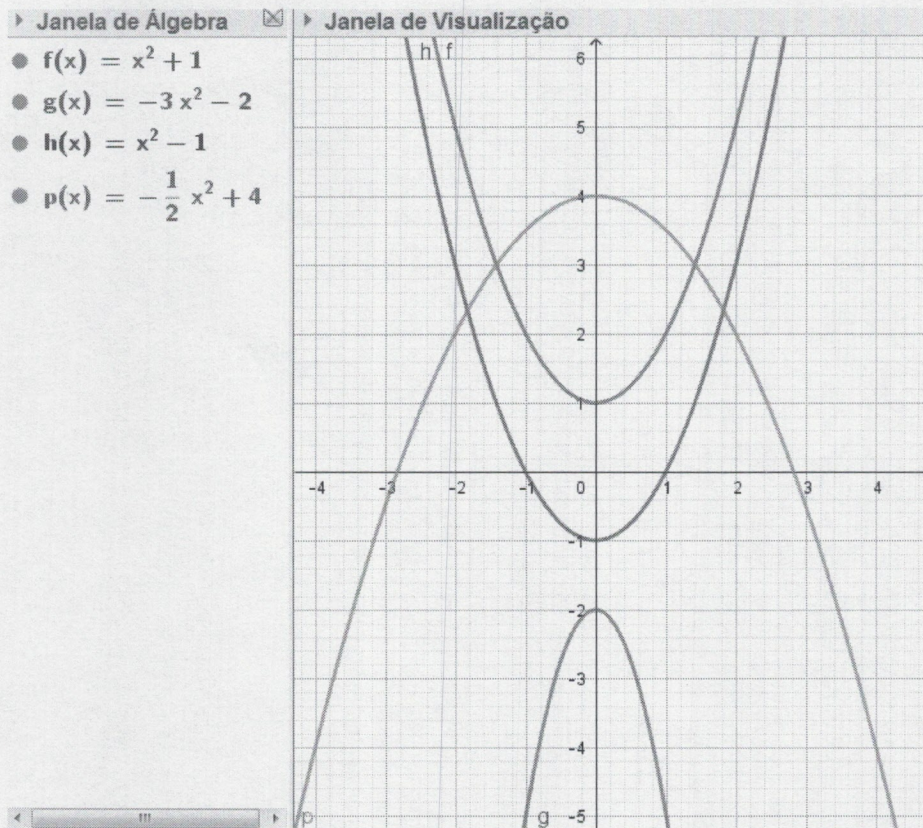 Janela de Álgebra
f(x) = x² + 1
g(x) = −3 x² − 2
h(x) = x² − 1
p(x) = −1/2 x² + 4
Janela de Visualização
h f
6
5
4
3
2
1
-4 -3 -2 -1 0 1 2 3 4
-1
-2
-3
-4
-5
p g